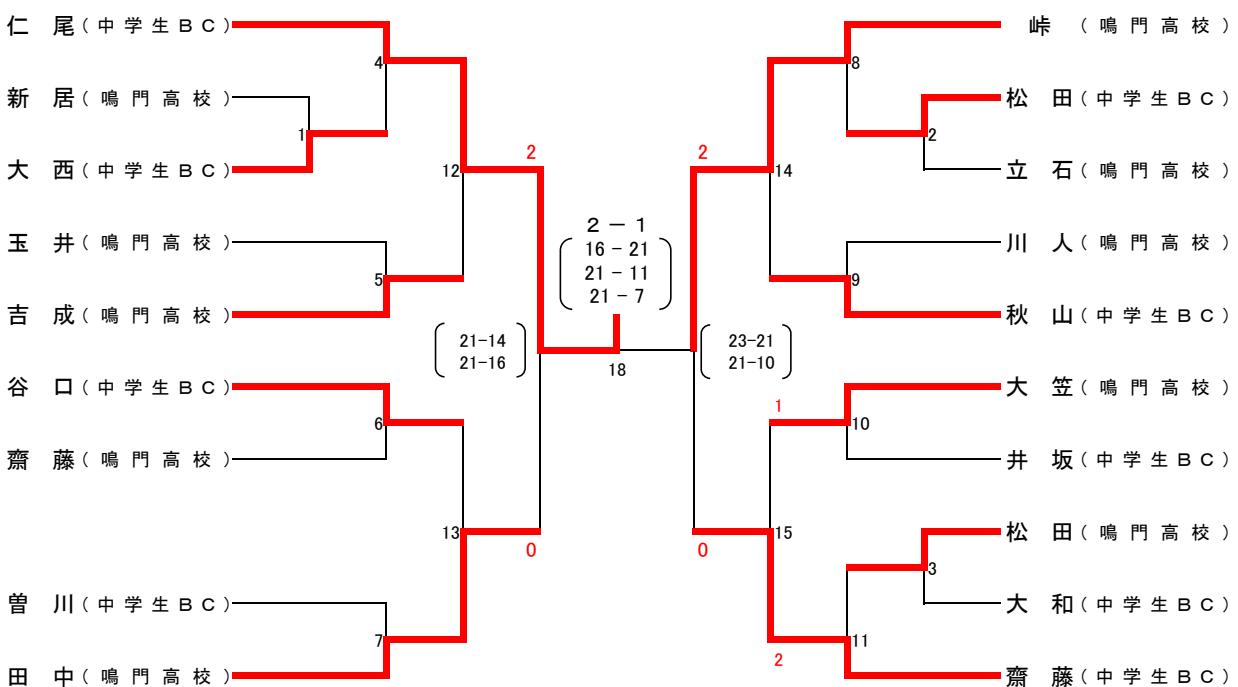 仁 尾(中学生BC)
4
新 居(鳴門高校)
1
大 西(中学生BC)
12
玉 井(鳴門高校)
5
吉 成(鳴門高校)
谷 口(中学生BC)
6
齋 藤(鳴門高校)
13
曽 川(中学生BC)
7
田 中(鳴門高校)
2
0
21-14
21-16
2 - 1
16 - 21
21 - 11
21 - 7
18
2
23-21
21-10
0
峠 (鳴門高校)
8
松 田(中学生BC)
2
立 石(鳴門高校)
14
川 人(鳴門高校)
9
秋 山(中学生BC)
大 笠(鳴門高校)
1
10
井 坂(中学生BC)
15
松 田(鳴門高校)
3
大 和(中学生BC)
11
2
齋 藤(中学生BC)